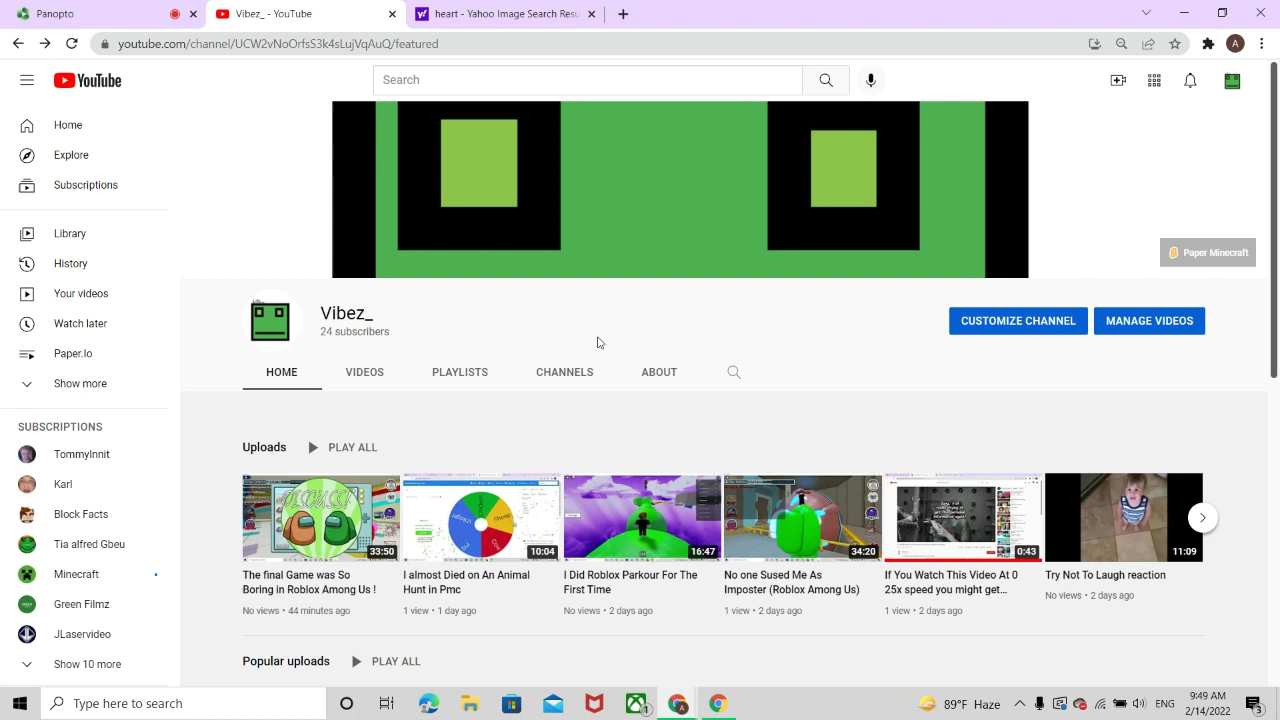 Panopto
Vibez_ - YouTube
heart - Yahoo Image Search Resu
youtube.com/channel/UCW2jvNoOrfsS3k4sLujVqAuQ/featured
A
YouTube
Search
Home
Explore
Subscriptions
Library
History
Your videos
Watch later
Paper.Io
Show more
SUBSCRIPTIONS
TommyInnit
Karl
Block Facts
Tia alfred Gbeu
Minecraft
Green Filmz
JLaservideo
Show 10 more
Paper Minecraft
Vibez_
24 subscribers
CUSTOMIZE CHANNEL
MANAGE VIDEOS
HOME VIDEOS PLAYLISTS CHANNELS ABOUT
Uploads PLAY ALL
33:50
The final Game was So
Boring in Roblox Among Us !
No views • 44 minutes ago
10:04
I almost Died on An Animal
Hunt in Pmc
1 view • 1 day ago
16:47
I Did Roblox Parkour For The
First Time
No views • 2 days ago
34:20
No one Sused Me As
Imposter (Roblox Among Us)
1 view • 2 days ago
0:43
If You Watch This Video At 0
25x speed you might get...
1 view • 2 days ago
11:09
Try Not To Laugh reaction
No views • 2 days ago
Popular uploads PLAY ALL
Type here to search
89°F Haze
ENG
9:49 AM
2/14/2022
3